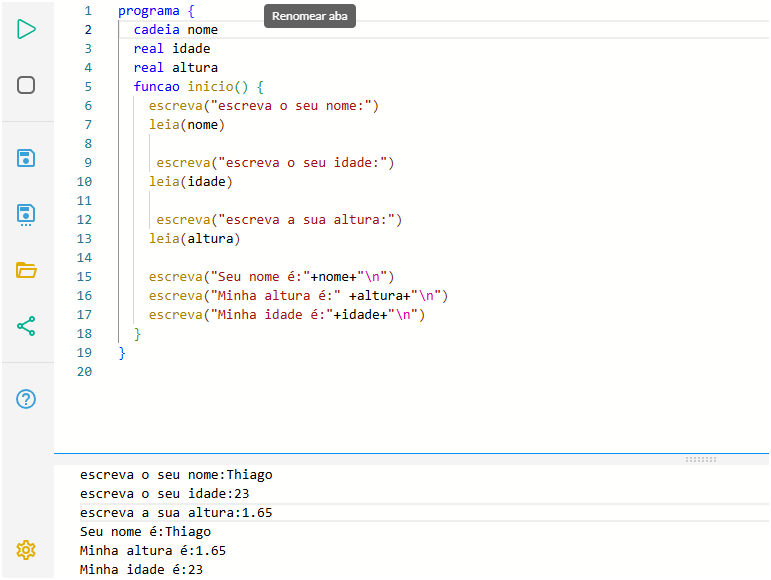 Renomear aba
1 programa {
2 cadeia nome
3 real idade
4 real altura
5 funcao inicio() {
6 escreva("escreva o seu nome:")
7 leia(nome)
8
9 escreva("escreva o seu idade:")
10 leia(idade)
11
12 escreva("escreva a sua altura:")
13 leia(altura)
14
15 escreva("Seu nome é:"+nome+"\n")
16 escreva("Minha altura é:" +altura+"\n")
17 escreva("Minha idade é:"+idade+"\n")
18 }
19 }
20
escreva o seu nome:Thiago
escreva o seu idade:23
escreva a sua altura:1.65
Seu nome é:Thiago
Minha altura é:1.65
Minha idade é:23